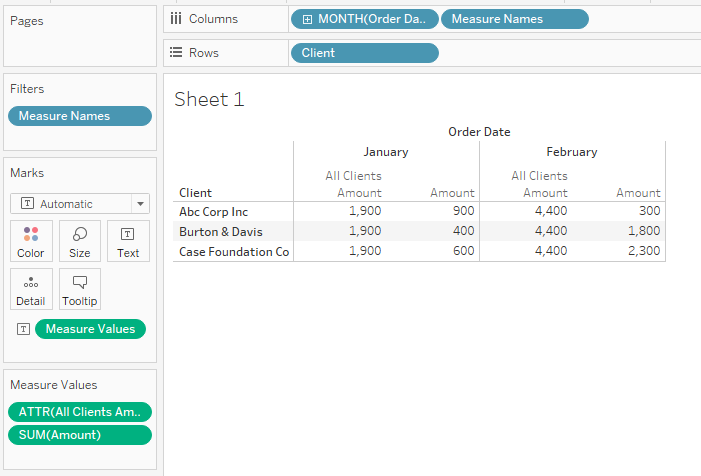 Pages
Columns
MONTH(Order Da..
Measure Names
Rows
Client
Filters
Measure Names
Marks
Automatic
Color
Size
Text
Detail
Tooltip
Measure Values
Measure Values
ATTR(All Clients Am..
SUM(Amount)
Sheet 1
Order Date
January
February
All Clients
All Clients
Client
Amount
Amount
Amount
Amount
Abc Corp Inc 1,900 900 4,400 300
Burton & Davis 1,900 400 4,400 1,800
Case Foundation Co 1,900 600 4,400 2,300